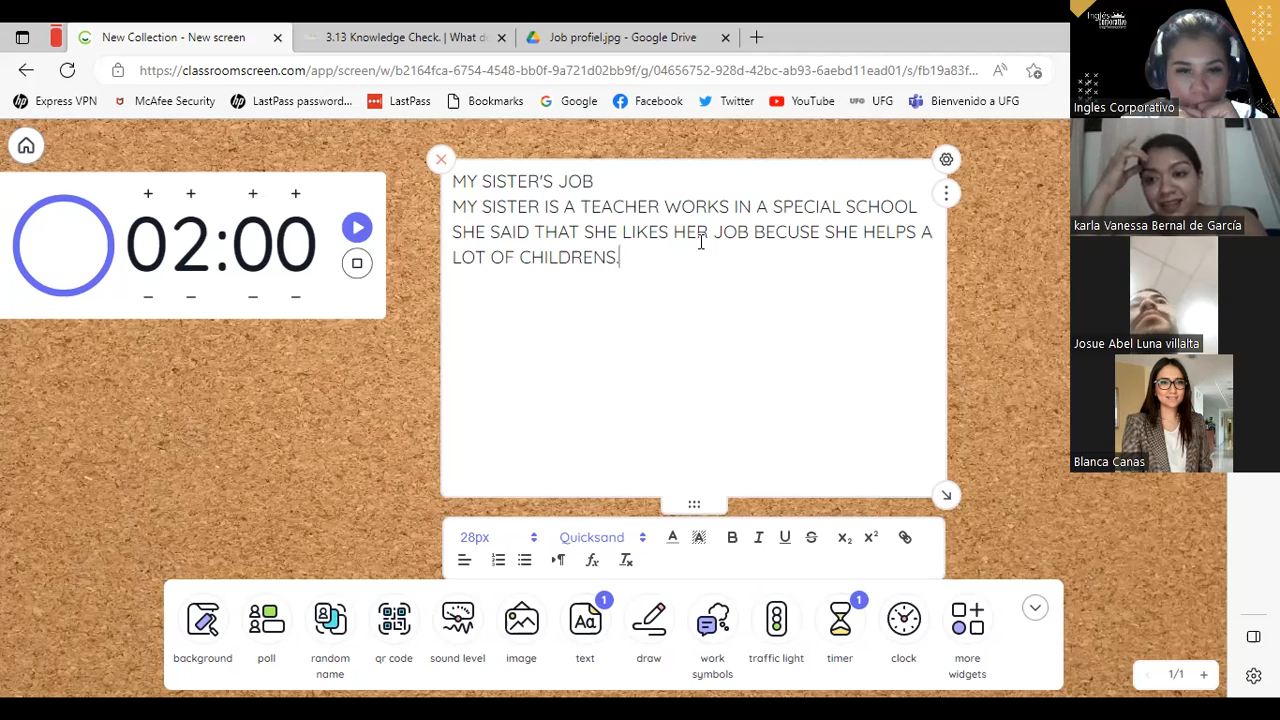 New Collection - New screen
3.13 Knowledge Check. | What d
Job profiel.jpg - Google Drive
https://classroomscreen.com/app/screen/w/b2164fca-6754-4548-bb0f-9a721d02bb9f/g/04656752-928d-42bc-ab93-6aebd11ead01/s/fb19a83f...
Express VPN
McAfee Security
LastPass password...
LastPass
Bookmarks
Google
Facebook
Twitter
YouTube
UFG
UFG
Bienvenido a UFG
Inglés
Corporativo
Ingles Corporativo
karla Vanessa Bernal de García
Josue Abel Luna villalta
Blanca Canas
02:00
MY SISTER'S JOB
MY SISTER IS A TEACHER WORKS IN A SPECIAL SCHOOL
SHE SAID THAT SHE LIKES HER JOB BECUSE SHE HELPS A
LOT OF CHILDRENS.
28px
Quicksand
background
poll
random name
qr code
sound level
image
1
text
draw
work symbols
traffic light
1
timer
clock
more widgets
1/1